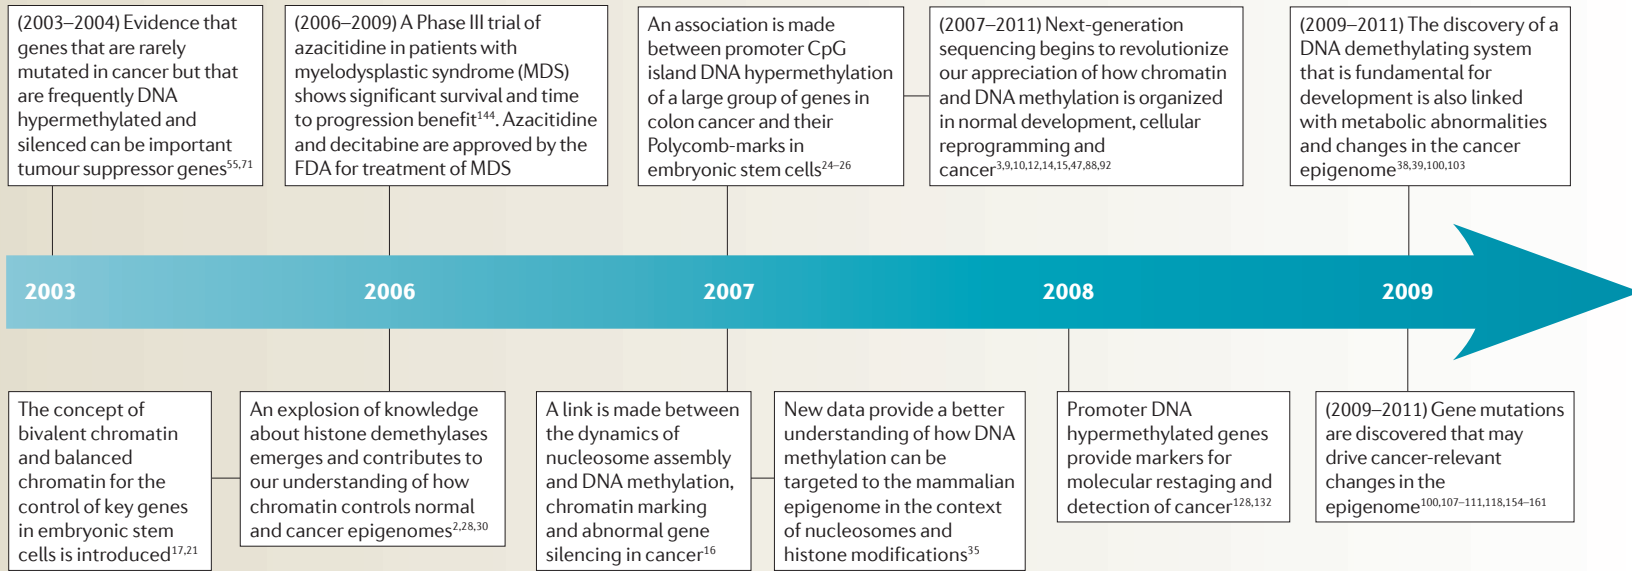 (2003–2004) Evidence that
genes that are rarely
mutated in cancer but that
are frequently DNA
hypermethylated and
silenced can be important
tumour suppressor genes55,71
(2006–2009) A Phase III trial of
azacitidine in patients with
myelodysplastic syndrome (MDS)
shows significant survival and time
to progression benefit144. Azacitidine
and decitabine are approved by the
FDA for treatment of MDS
An association is made
between promoter CpG
island DNA hypermethylation
of a large group of genes in
colon cancer and their
Polycomb-marks in
embryonic stem cells24–26
(2007–2011) Next-generation
sequencing begins to revolutionize
our appreciation of how chromatin
and DNA methylation is organized
in normal development, cellular
reprogramming and
cancer3,9,10,12,14,15,47,88,92
(2009–2011) The discovery of a
DNA demethylating system
that is fundamental for
development is also linked
with metabolic abnormalities
and changes in the cancer
epigenome38,39,100,103
2003
2006
2007
2008
2009
The concept of
bivalent chromatin
and balanced
chromatin for the
control of key genes
in embryonic stem
cells is introduced17,21
An explosion of knowledge
about histone demethylases
emerges and contributes to
our understanding of how
chromatin controls normal
and cancer epigenomes2,28,30
A link is made between
the dynamics of
nucleosome assembly
and DNA methylation,
chromatin marking
and abnormal gene
silencing in cancer16
New data provide a better
understanding of how DNA
methylation can be
targeted to the mammalian
epigenome in the context
of nucleosomes and
histone modifications35
Promoter DNA
hypermethylated genes
provide markers for
molecular restaging and
detection of cancer128,132
(2009–2011) Gene mutations
are discovered that may
drive cancer-relevant
changes in the
epigenome100,107–111,118,154–161